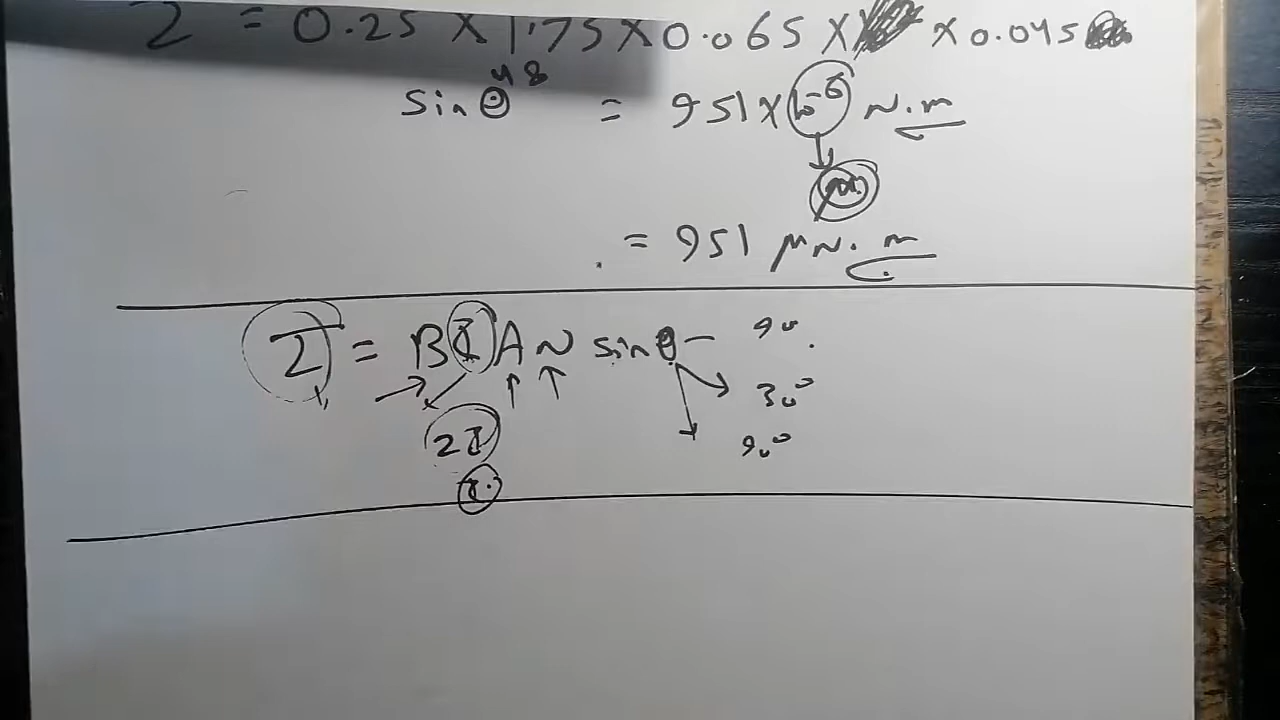 τ = 0.25 × 1.75 × 0.065 × × 0.045
sin θ 48 = 951 × 10⁻⁶ N.m
= 951 μN.m
τ = B I A N sin θ – 90
30°
2I 90°
I